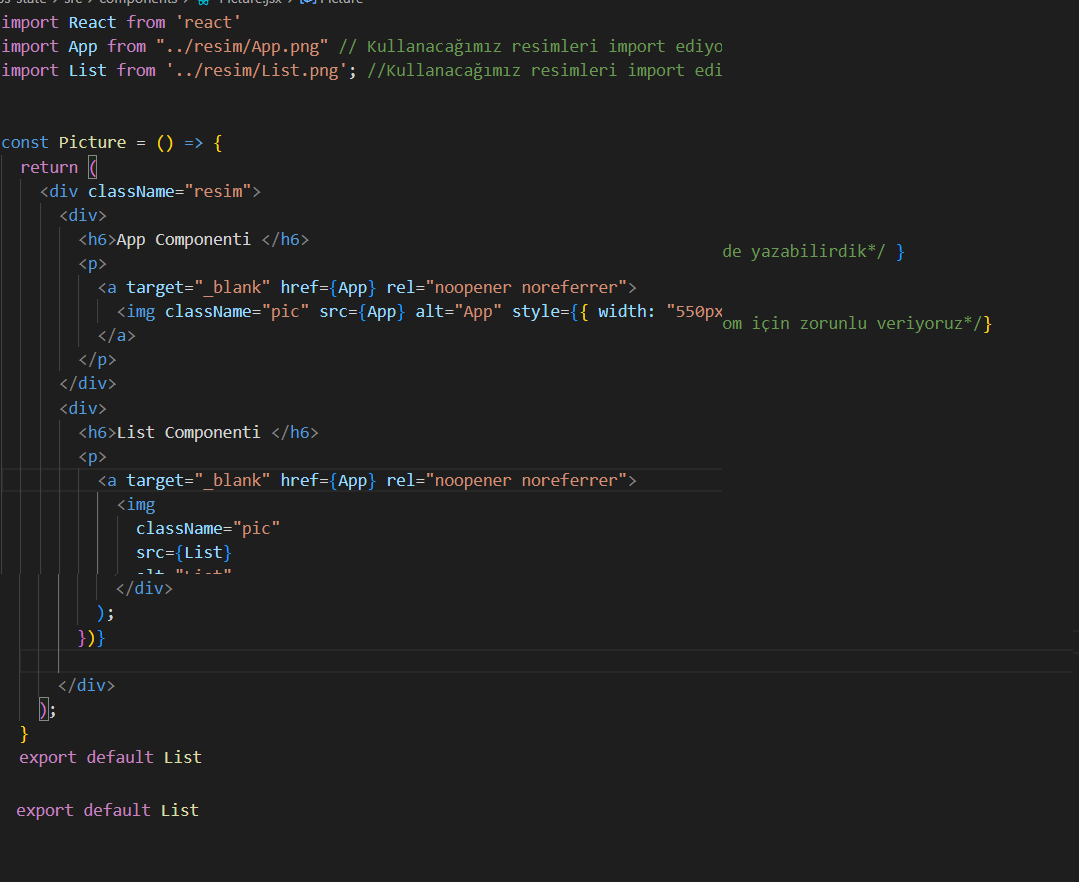 src > components > Picture.jsx > Picture
import React from 'react'
import App from "../resim/App.png" // Kullanacağımız resimleri import ediyo
import List from '../resim/List.png'; //Kullanacağımız resimleri import edi
const Picture = () => {
return (
<div className="resim">
<div>
<h6>App Componenti </h6>
de yazabilirdik*/ }
<p>
<a target="_blank" href={App} rel="noopener noreferrer">
<img className="pic" src={App} alt="App" style={{ width: "550px
om için zorunlu veriyoruz*/}
</a>
</p>
</div>
<div>
<h6>List Componenti </h6>
<p>
<a target="_blank" href={App} rel="noopener noreferrer">
<img
className="pic"
src={List}
alt="List"
</div>
);
})}
</div>
);
}
export default List
export default List